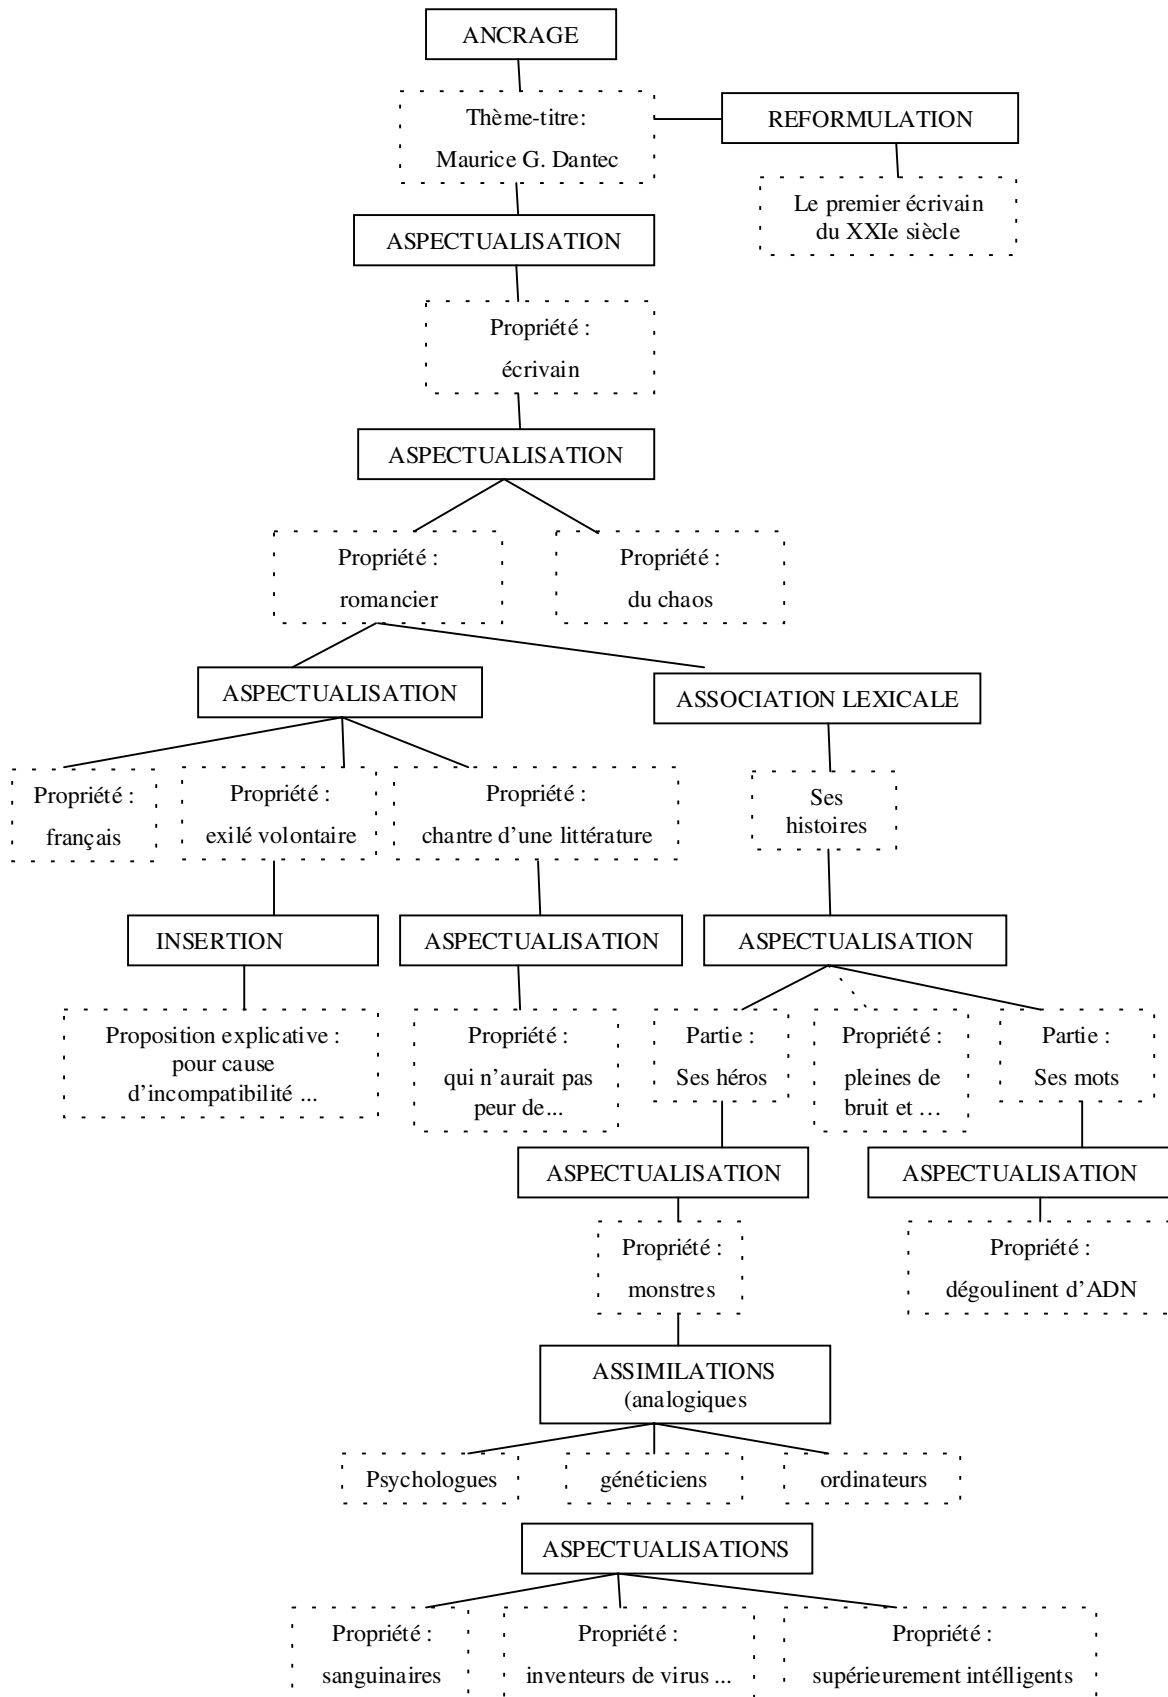 ANCRAGE
Thème-titre:
Maurice G. Dantec
REFORMULATION
Le premier écrivain
du XXIe siècle
ASPECTUALISATION
Propriété :
écrivain
ASPECTUALISATION
Propriété :
romancier
Propriété :
du chaos
ASPECTUALISATION
ASSOCIATION LEXICALE
Propriété :
français
Propriété :
exilé volontaire
Propriété :
chantre d'une littérature
Ses
histoires
INSERTION
ASPECTUALISATION
ASPECTUALISATION
Proposition explicative :
pour cause
d'incompatibilité ...
Propriété :
qui n'aurait pas
peur de...
Partie :
Ses héros
Propriété :
pleines de
bruit et …
Partie :
Ses mots
ASPECTUALISATION
ASPECTUALISATION
Propriété :
monstres
Propriété :
dégoulinent d'ADN
ASSIMILATIONS
(analogiques
Psychologues
généticiens
ordinateurs
ASPECTUALISATIONS
Propriété :
sanguinaires
Propriété :
inventeurs de virus ...
Propriété :
supérieurement intélligents